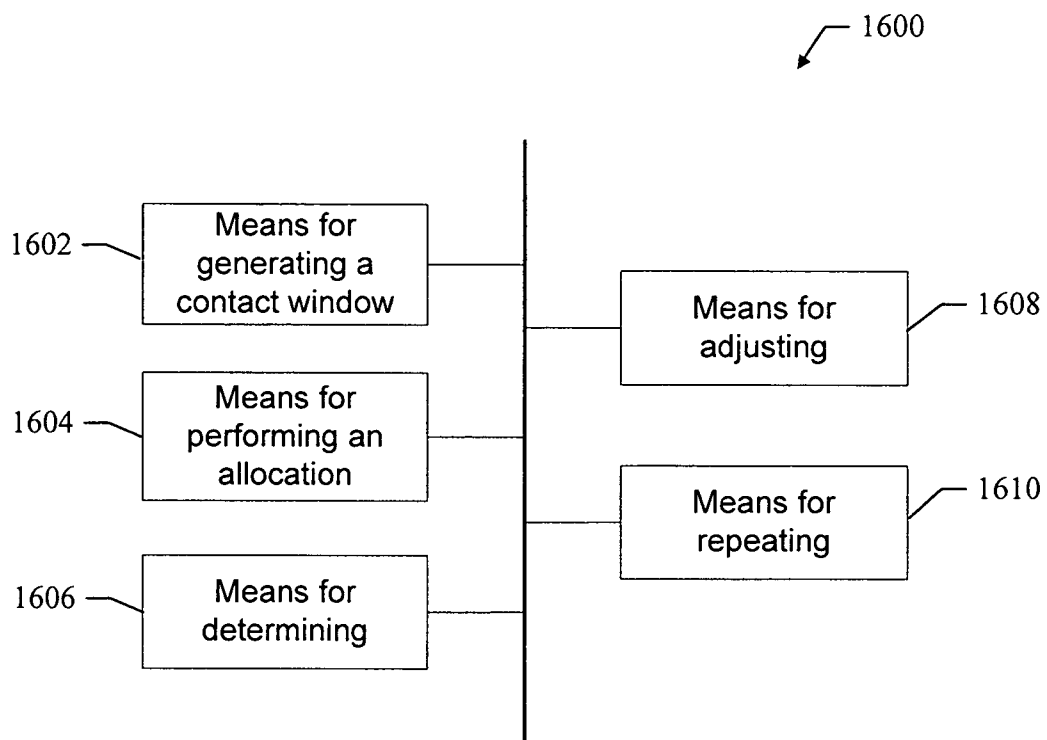 1600
1602
Means for
generating a
contact window
1604
Means for
performing an
allocation
1606
Means for
determining
Means for
adjusting
1608
Means for
repeating
1610